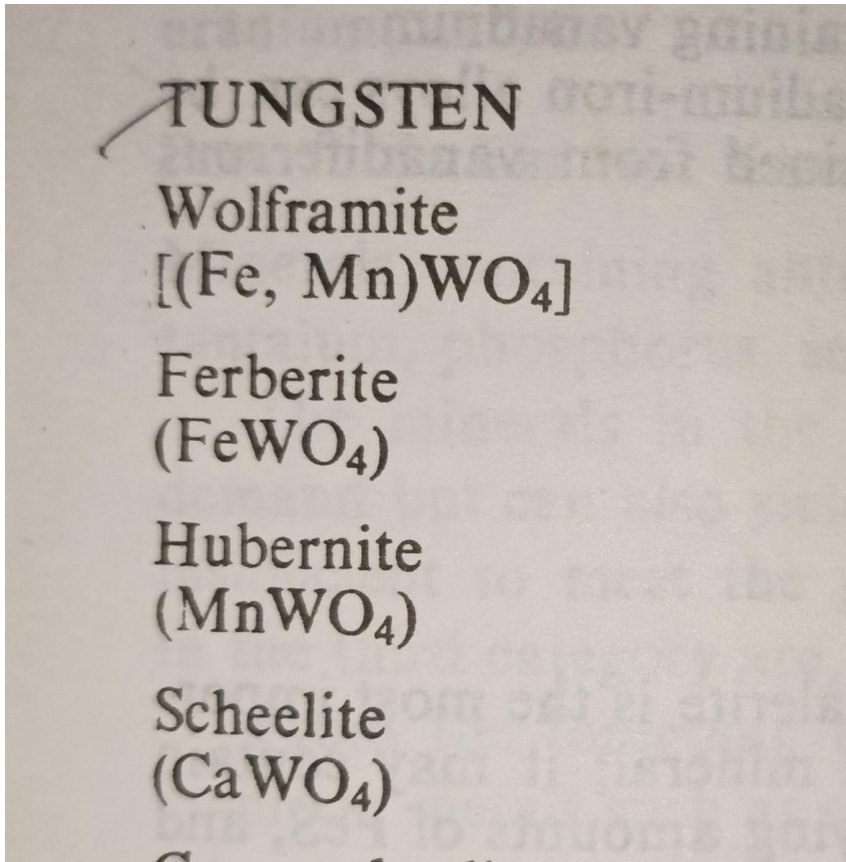 TUNGSTEN
Wolframite
[(Fe, Mn)WO₄]
Ferberite
(FeWO₄)
Hubernite
(MnWO₄)
Scheelite
(CaWO₄)